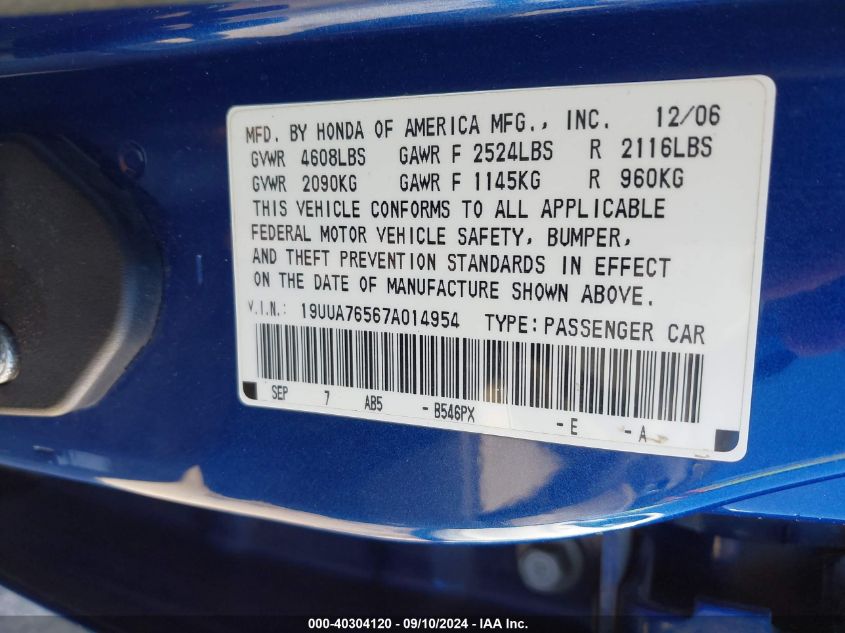 MFD. BY HONDA OF AMERICA MFG., INC. 12/06
GVWR 4608LBS GAWR F 2524LBS R 2116LBS
GVWR 2090KG GAWR F 1145KG R 960KG
THIS VEHICLE CONFORMS TO ALL APPLICABLE
FEDERAL MOTOR VEHICLE SAFETY, BUMPER,
AND THEFT PREVENTION STANDARDS IN EFFECT
ON THE DATE OF MANUFACTURE SHOWN ABOVE.
V.I.N.: 19UUA76567A014954 TYPE: PASSENGER CAR
SEP 7 AB5 - B546PX - E - A
000-40304120 - 09/10/2024 - IAA Inc.